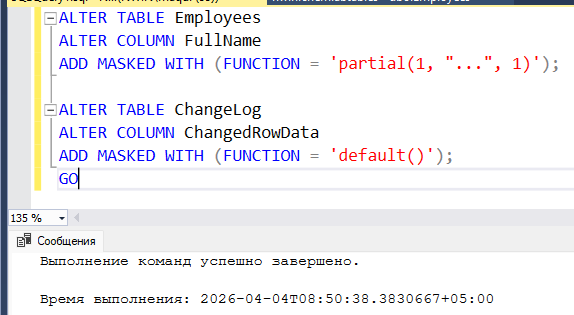 ALTER TABLE Employees
ALTER COLUMN FullName
ADD MASKED WITH (FUNCTION = 'partial(1, "...", 1)');
ALTER TABLE ChangeLog
ALTER COLUMN ChangedRowData
ADD MASKED WITH (FUNCTION = 'default()');
GO
135 %
Сообщения
Выполнение команд успешно завершено.
Время выполнения: 2026-04-04T08:50:38.3830667+05:00